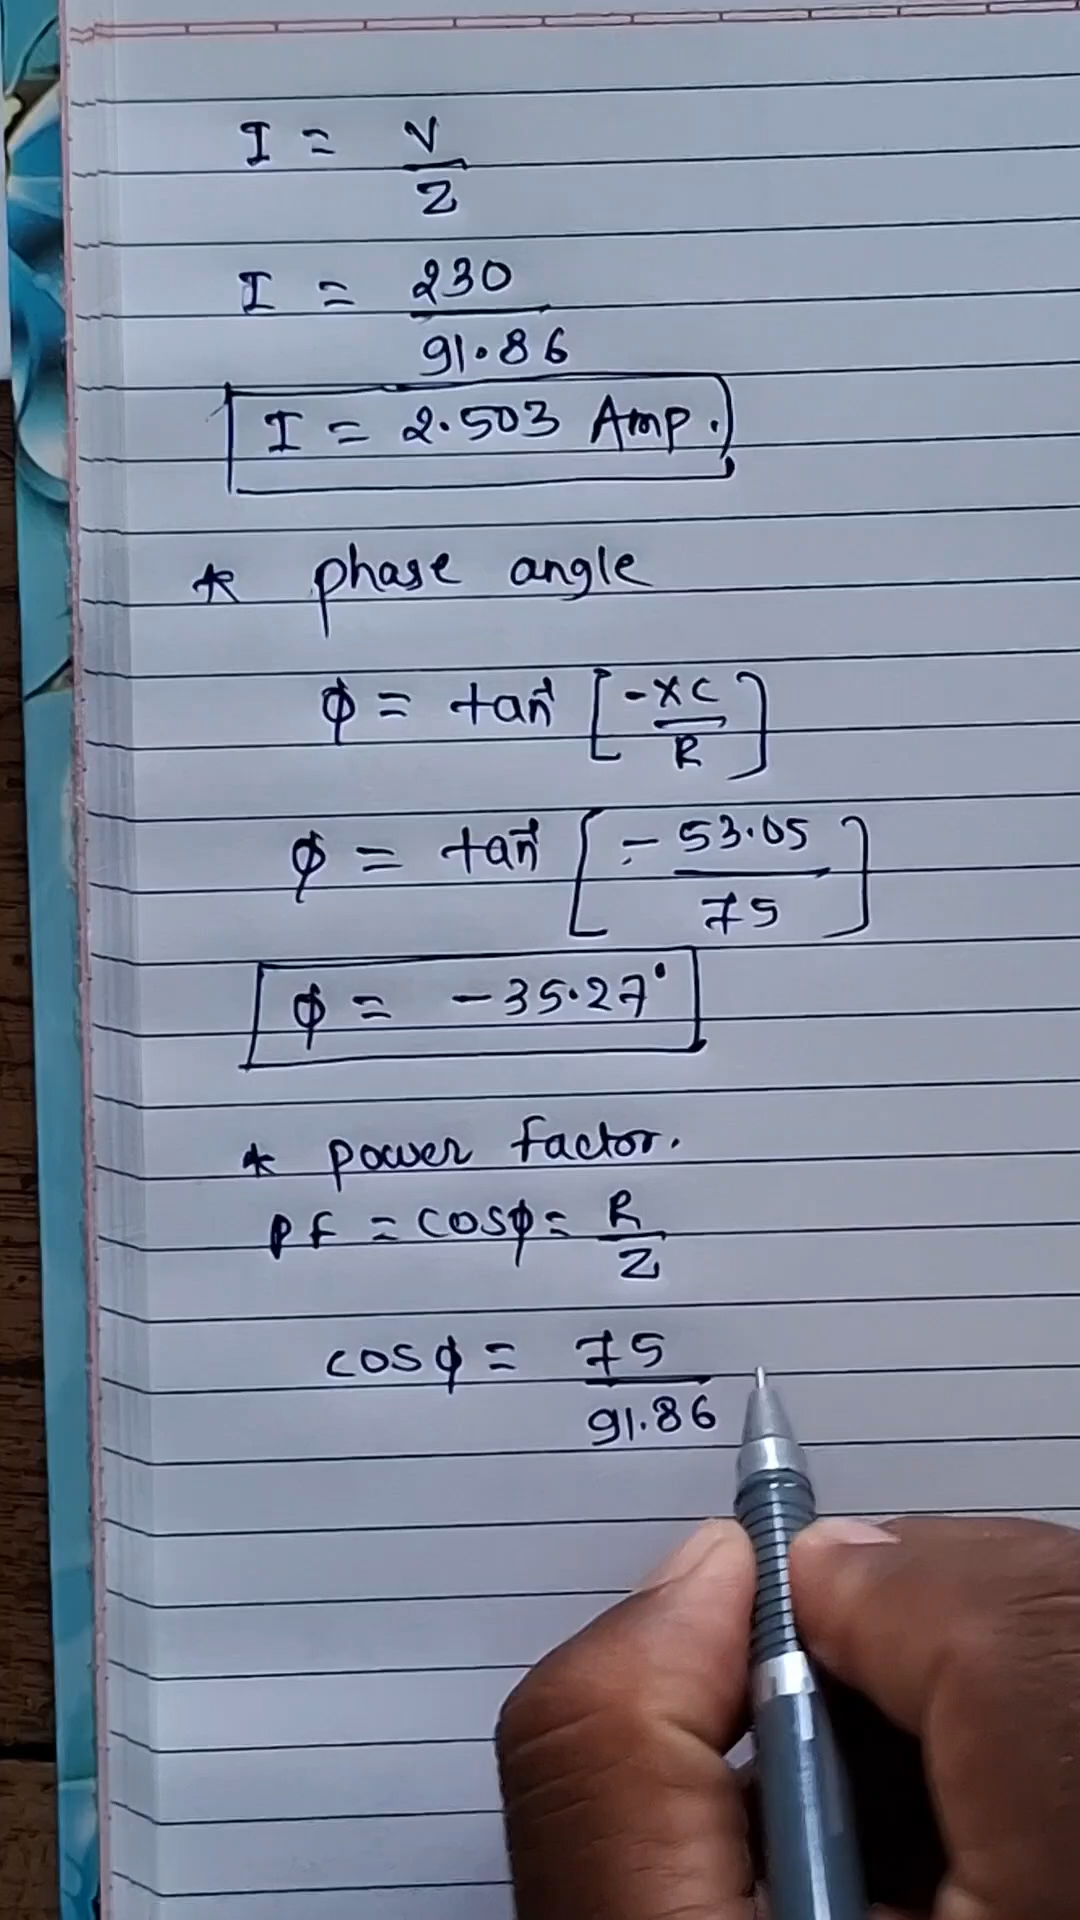 I = V/Z
I = 230/91.86
I = 2.503 Amp.
* phase angle
φ = tan⁻¹ [-XC/R]
φ = tan⁻¹ [-53.05/75]
φ = -35.27°
* power factor.
PF = cosφ = R/Z
cosφ = 75/91.86